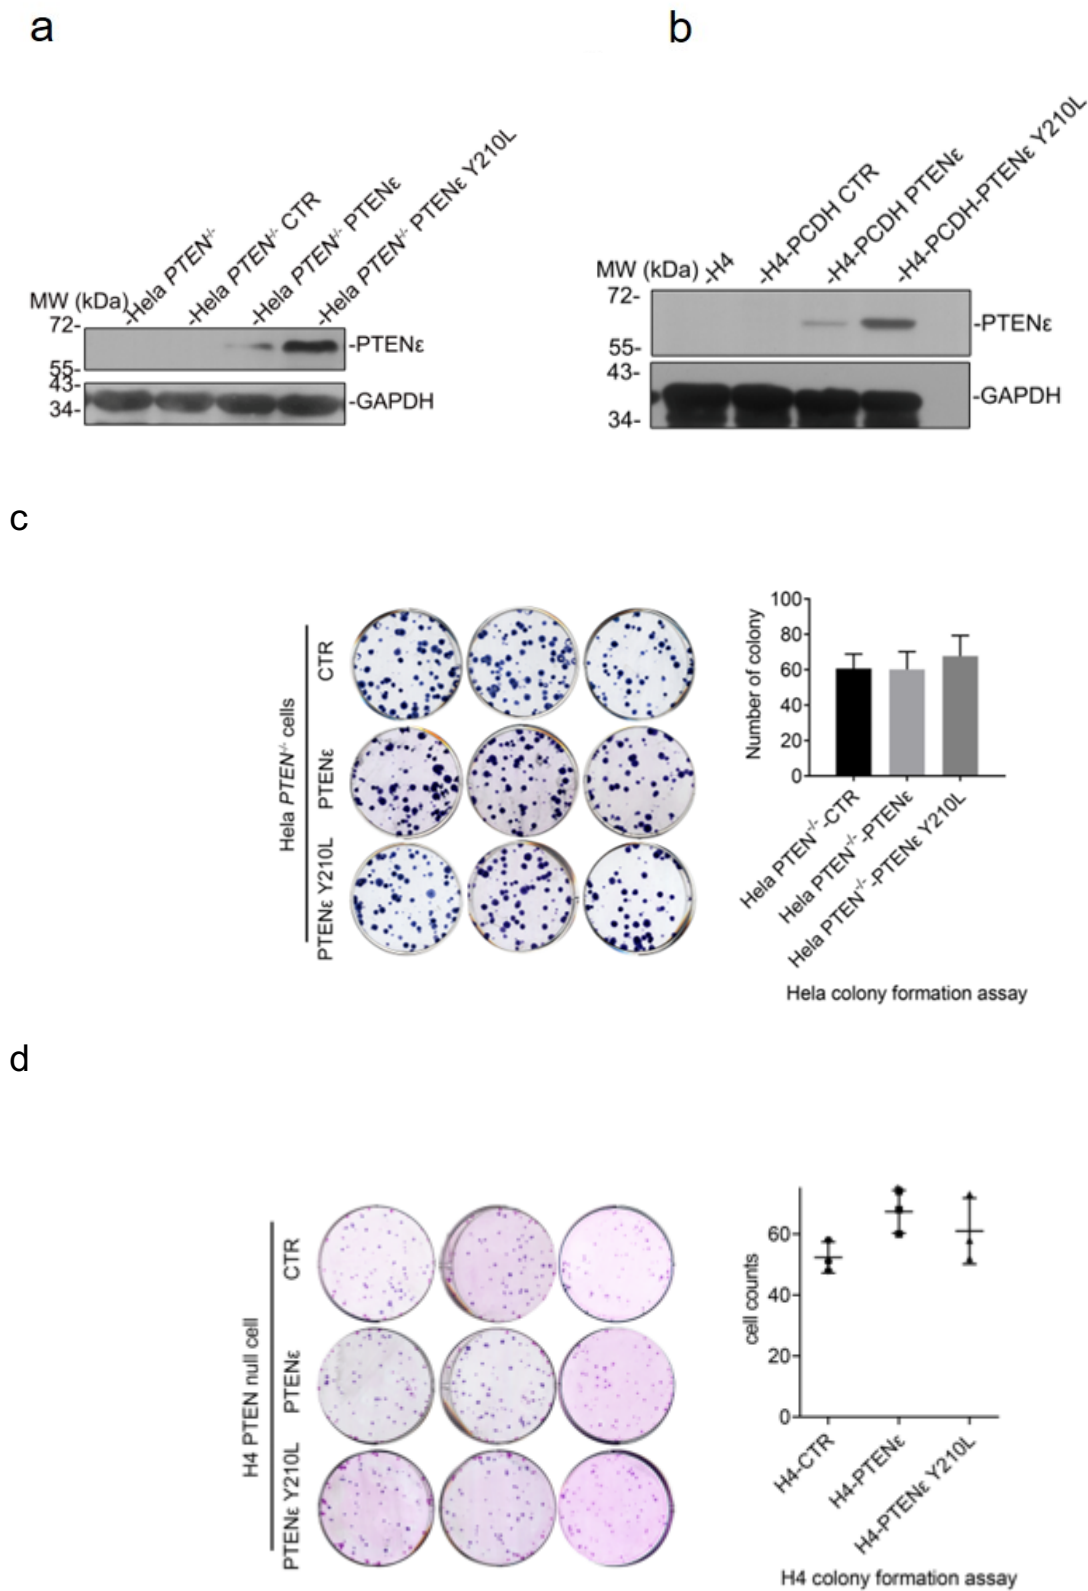 a
-Hela PTEN-/-
-Hela PTEN-/- CTR
-Hela PTEN-/- PTENε
-Hela PTEN-/- PTENε Y210L
MW (kDa)
72-
55-
-PTENε
43-
34-
-GAPDH
b
-H4
-H4-PCDH CTR
-H4-PCDH PTENε
-H4-PCDH-PTENε Y210L
MW (kDa)
72-
55-
-PTENε
43-
34-
-GAPDH
c
Hela PTEN-/- cells
CTR
PTENε
PTENε Y210L
Number of colony
100
80
60
40
20
0
Hela PTEN-/--CTR
Hela PTEN-/--PTENε
Hela PTEN-/--PTENε Y210L
Hela colony formation assay
d
H4 PTEN null cell
CTR
PTENε
PTENε Y210L
cell counts
60
40
20
0
H4-CTR
H4-PTENε
H4-PTENε Y210L
H4 colony formation assay